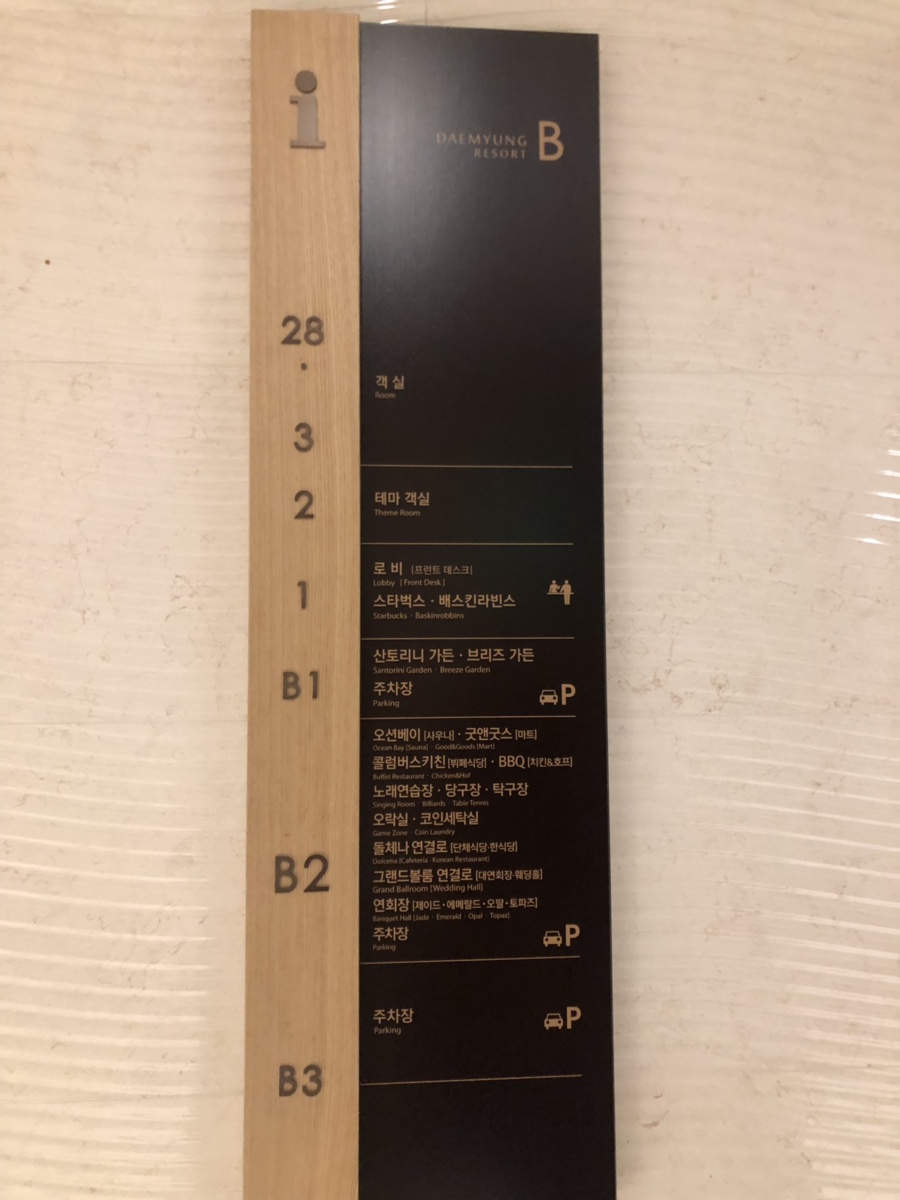 i
DAEMYUNG
RESORT
B
28
·
3
객 실
Room
2
테마 객실
Theme Room
1
로 비 [프런트 데스크]
Lobby [Front Desk]
스타벅스 · 배스킨라빈스
Starbucks · Baskinrobbins
B1
산토리니 가든 · 브리즈 가든
Santorini Garden · Breeze Garden
주차장
Parking
P
B2
오션베이 [사우나] · 굿앤굿스 [마트]
Ocean Bay [Sauna] · Good&Goods [Mart]
콜럼버스키친 [뷔페식당] · BBQ [치킨&호프]
Buffet Restaurant · Chicken&Hof
노래연습장 · 당구장 · 탁구장
Singing Room · Billiards · Table Tennis
오락실 · 코인세탁실
Game Zone · Coin Laundry
돌체나 연결로 [단체식당·한식당]
Dolcena [Cafeteria · Korean Restaurant]
그랜드볼룸 연결로 [대연회장·웨딩홀]
Grand Ballroom [Wedding Hall]
연회장 [제이드·에메랄드·오팔·토파즈]
Banquet Hall [Jade · Emerald · Opal · Topaz]
주차장
Parking
P
B3
주차장
Parking
P